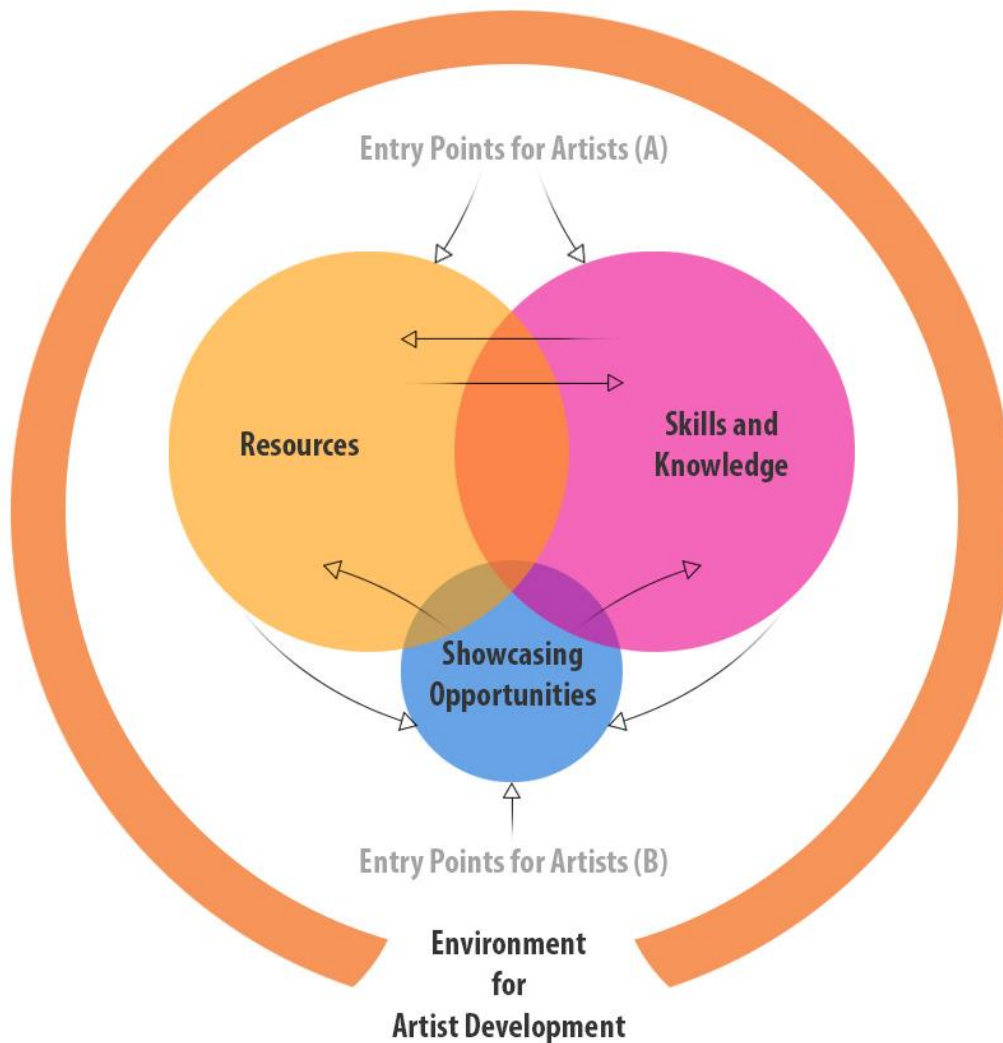 Entry Points for Artists (A)
Resources
Skills and
Knowledge
Showcasing
Opportunities
Entry Points for Artists (B)
Environment
for
Artist Development